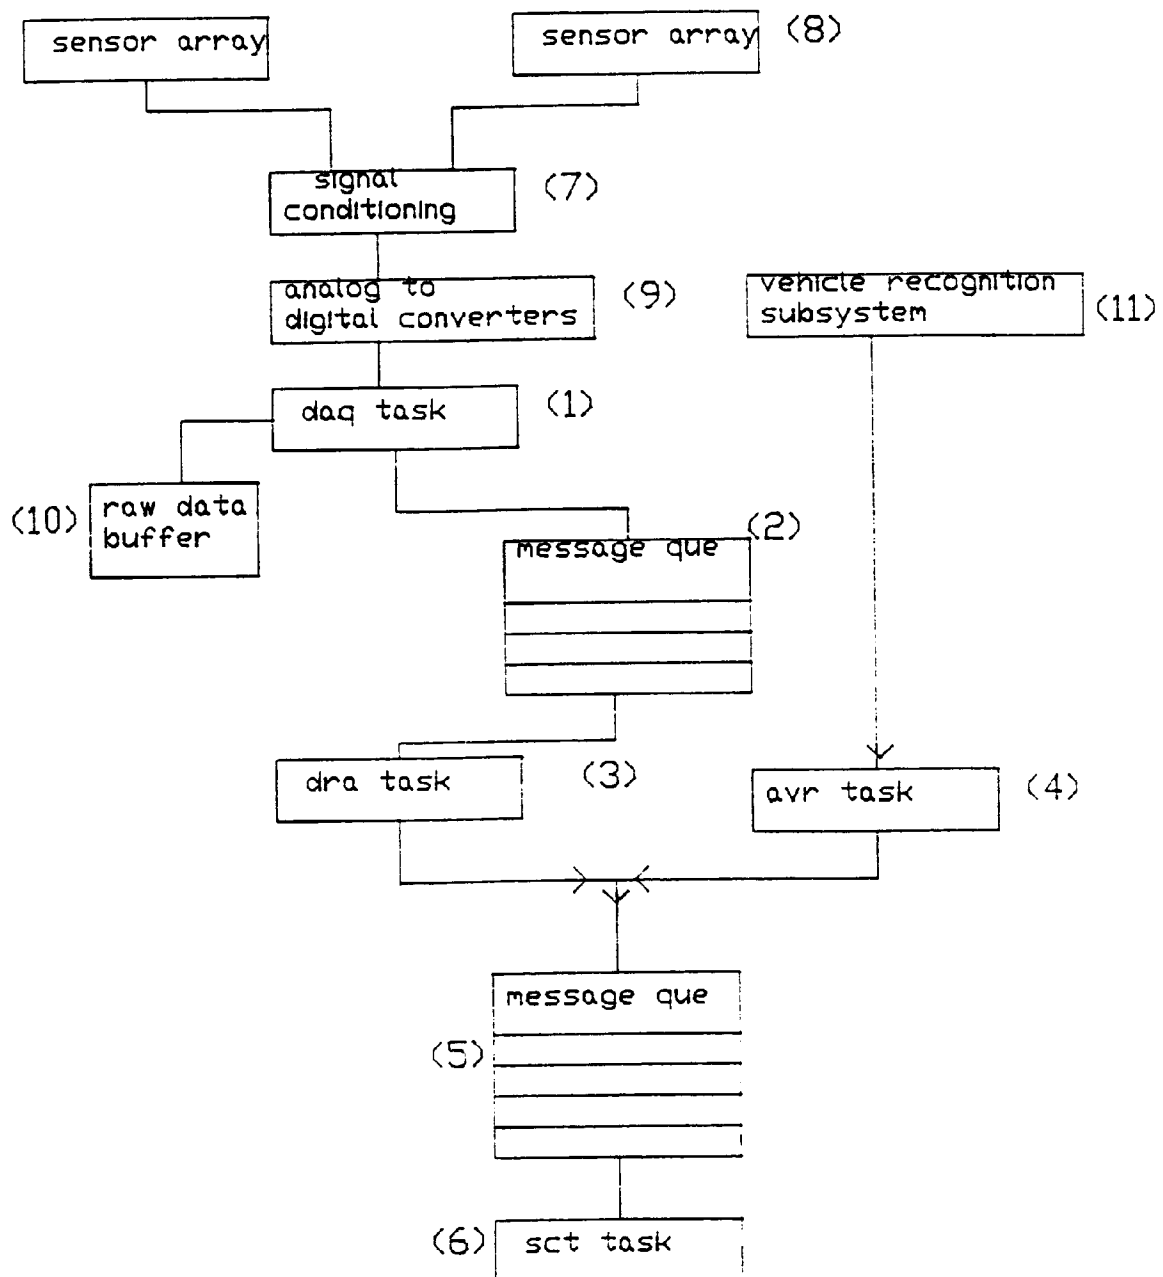 sensor array
sensor array (8)
signal
conditioning (7)
analog to
digital converters (9)
vehicle recognition
subsystem (11)
daq task (1)
(10) raw data
buffer
message que (2)
dra task (3)
avr task (4)
message que
(5)
(6) sct task